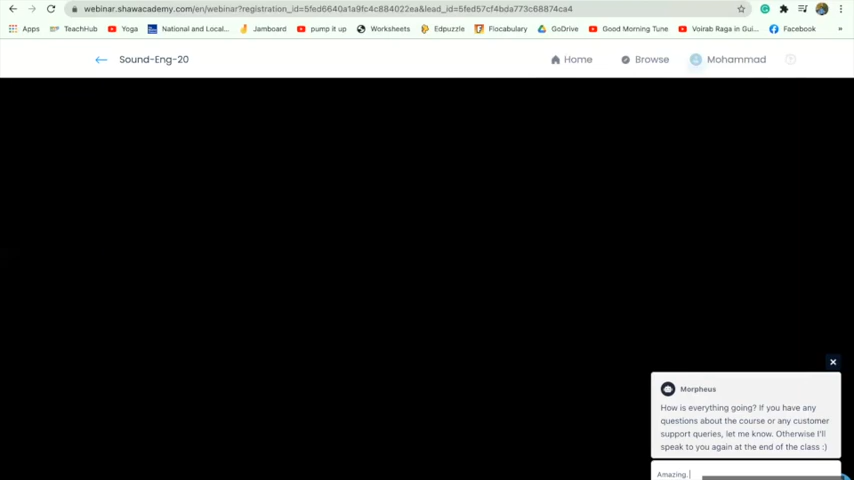 webinar.shawacademy.com/en/webinar?registration_id=5fed6640a1a9fc4c884022ea&lead_id=5fed57cf4bda773c68874ca4
Apps TeachHub Yoga National and Local... Jamboard pump it up Worksheets Edpuzzle Fiocabulary GoDrive Good Morning Tune Voirab Raga in Gui... Facebook »
Sound-Eng-20 Home Browse Mohammad
Morpheus
How is everything going? If you have any
questions about the course or any customer
support queries, let me know. Otherwise I'll
speak to you again at the end of the class :)
Amazing.